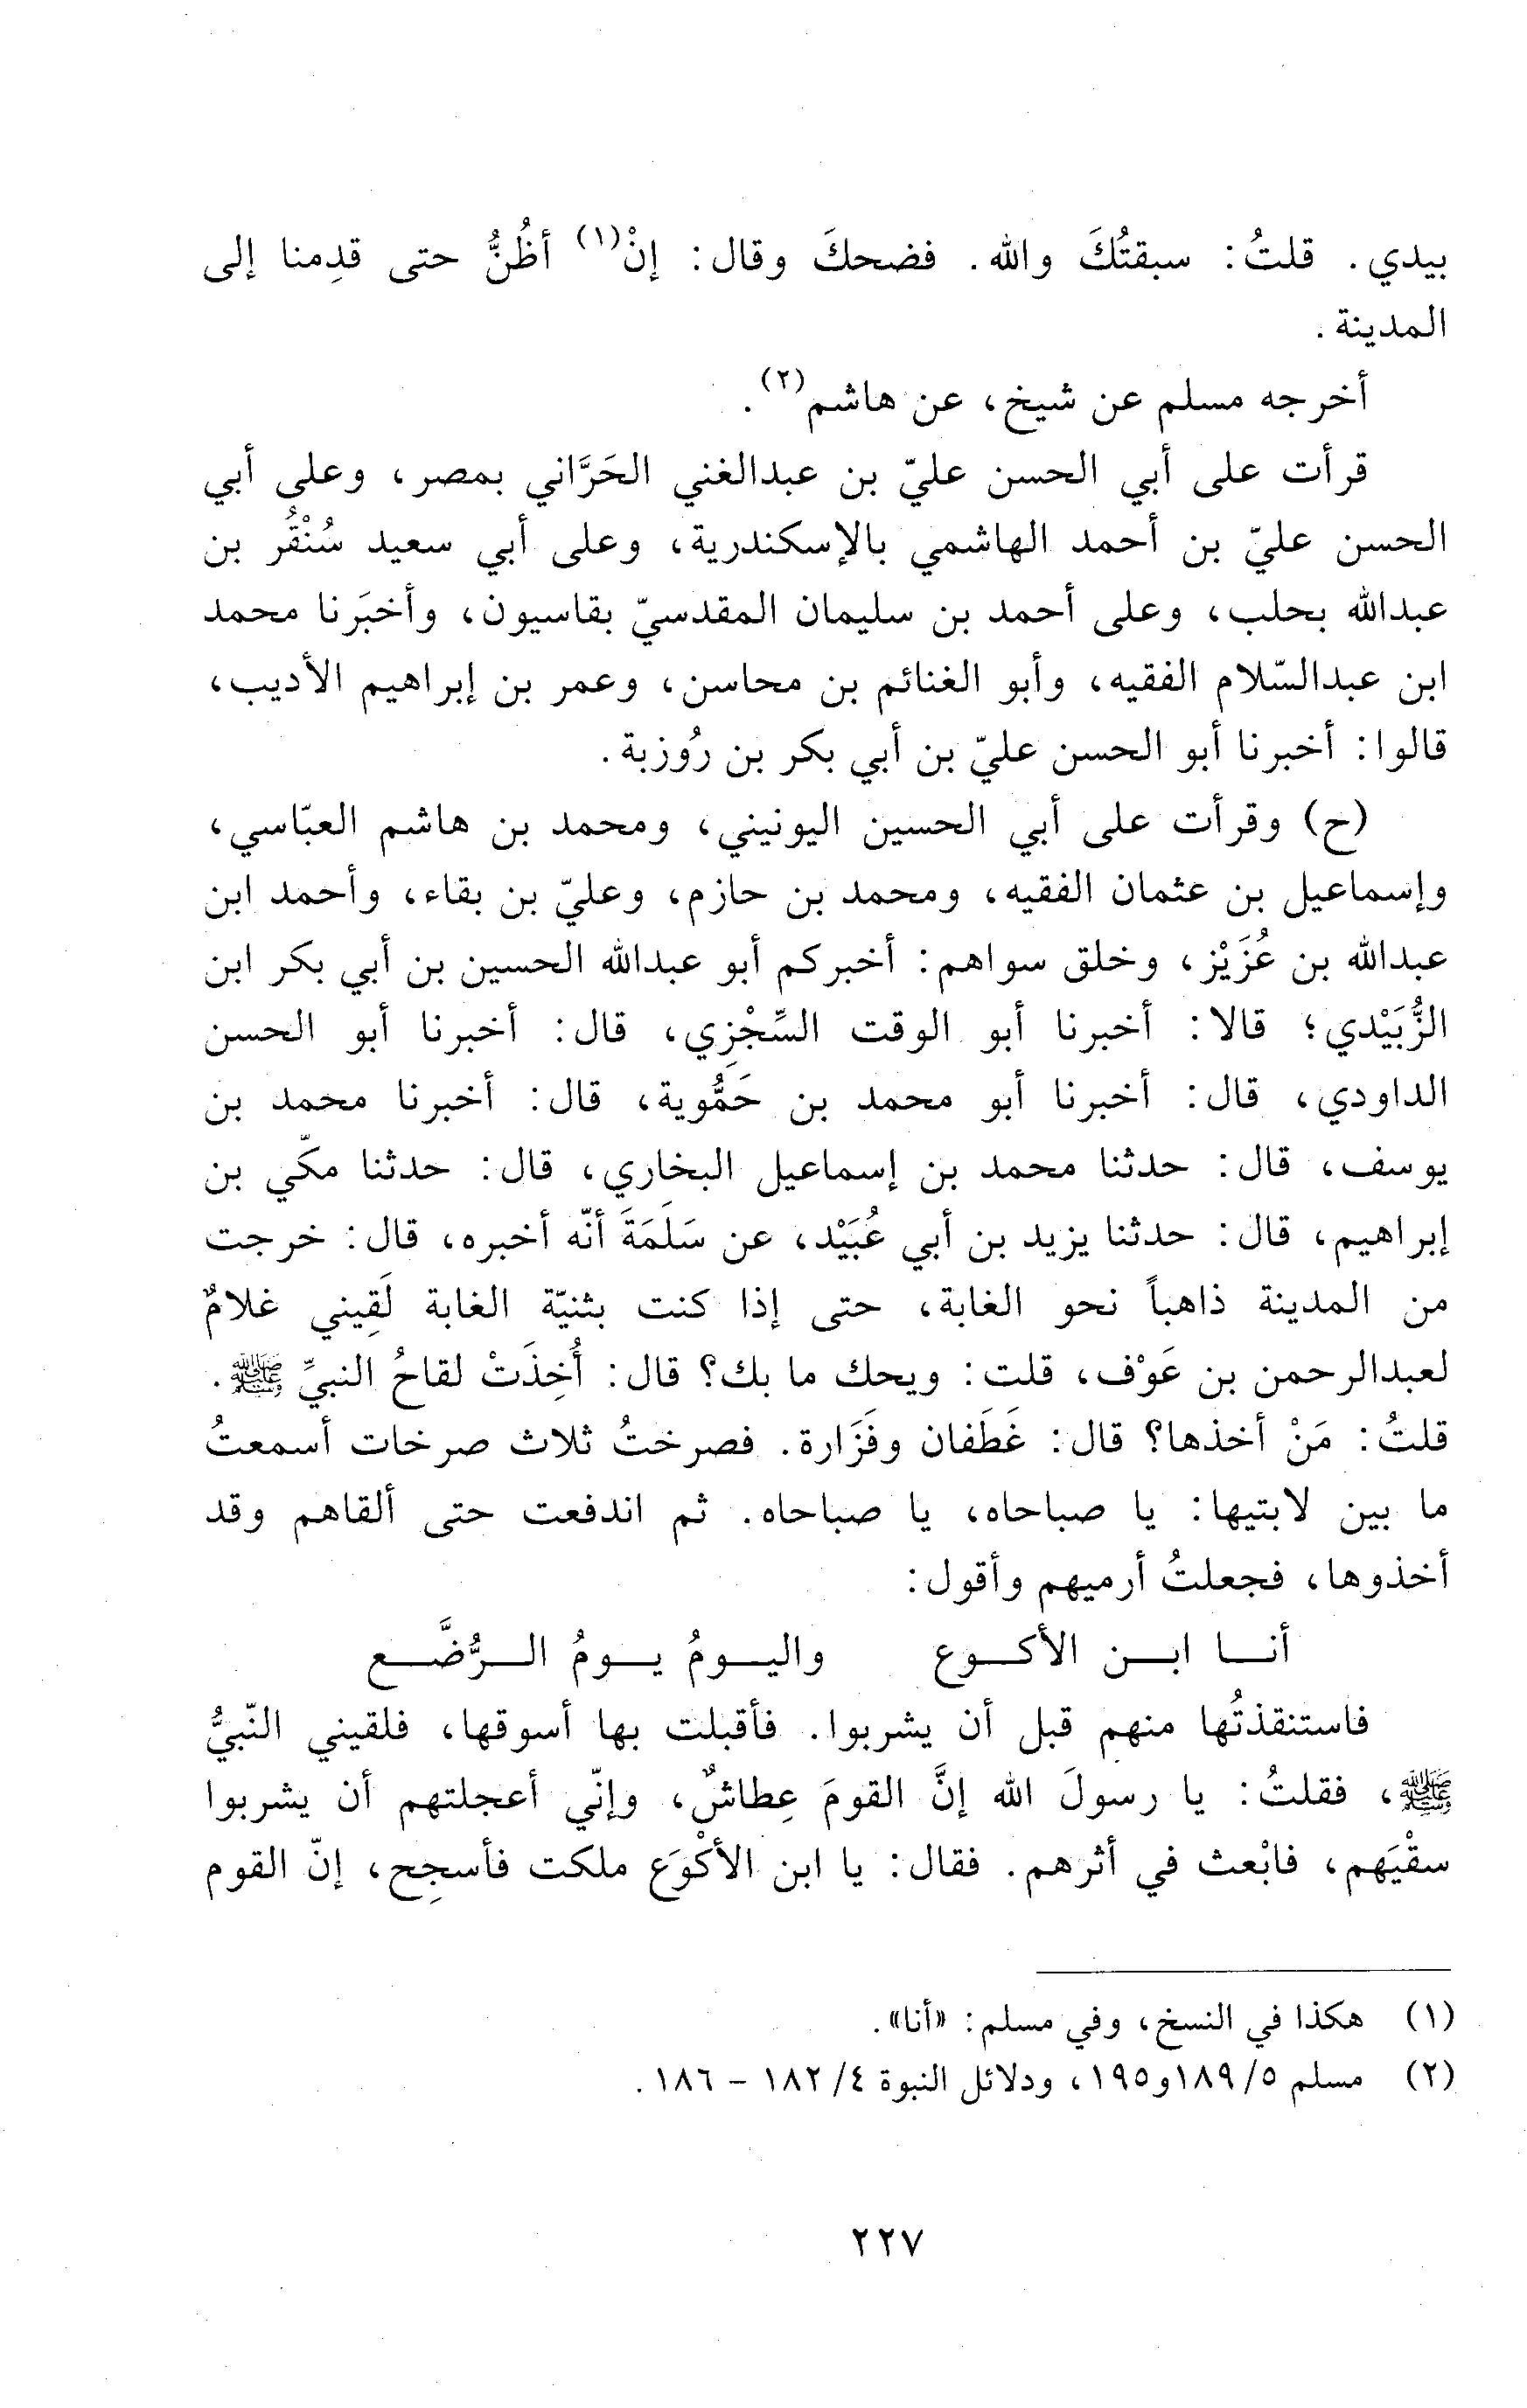 بيدي. قلتُ: سبقتُكَ والله. فضحكَ وقال: إنْ(١) أظُنُّ حتى قدِمنا إلى
المدينة.
أخرجه مسلم عن شيخ، عن هاشم(٢).
قرأت على أبي الحسن عليّ بن عبدالغني الحَرَّاني بمصر، وعلى أبي
الحسن عليّ بن أحمد الهاشمي بالإسكندرية، وعلى أبي سعيد سُنْقُر بن
عبدالله بحلب، وعلى أحمد بن سليمان المقدسيّ بقاسيون، وأخبَرنا محمد
ابن عبدالسّلام الفقيه، وأبو الغنائم بن محاسن، وعمر بن إبراهيم الأديب،
قالوا: أخبرنا أبو الحسن عليّ بن أبي بكر بن رُوزبة.
(ح) وقرأت على أبي الحسين اليونيني، ومحمد بن هاشم العبّاسي،
وإسماعيل بن عثمان الفقيه، ومحمد بن حازم، وعليّ بن بقاء، وأحمد ابن
عبدالله بن عُزَيْز، وخلق سواهم: أخبركم أبو عبدالله الحسين بن أبي بكر ابن
الزُّبَيْدي؛ قالا: أخبرنا أبو الوقت السِّجْزِي، قال: أخبرنا أبو الحسن
الداودي، قال: أخبرنا أبو محمد بن حَمُّوية، قال: أخبرنا محمد بن
يوسف، قال: حدثنا محمد بن إسماعيل البخاري، قال: حدثنا مكّي بن
إبراهيم، قال: حدثنا يزيد بن أبي عُبَيْد، عن سَلَمَةَ أنّه أخبره، قال: خرجت
من المدينة ذاهباً نحو الغابة، حتى إذا كنت بثنيّة الغابة لَقِيني غلامٌ
لعبدالرحمن بن عَوْف، قلت: ويحك ما بك؟ قال: أُخِذَتْ لقاحُ النبيِّ ﷺ.
قلتُ: مَنْ أخذها؟ قال: غَطَفان وفَزَارة. فصرختُ ثلاث صرخات أسمعتُ
ما بين لابتيها: يا صباحاه، يا صباحاه. ثم اندفعت حتى ألقاهم وقد
أخذوها، فجعلتُ أرميهم وأقول:
أنا ابن الأكوع واليومُ يومُ الرُّضَّع
فاستنقذتُها منهم قبل أن يشربوا. فأقبلت بها أسوقها، فلقيني النّبيُّ
ﷺ، فقلتُ: يا رسولَ الله إنَّ القومَ عِطاشٌ، وإنّي أعجلتهم أن يشربوا
سقْيَهم، فابْعث في أثرهم. فقال: يا ابن الأكْوَع ملكت فأسجِح، إنّ القوم
(١) هكذا في النسخ، وفي مسلم: «أنا».
(٢) مسلم ٥/ ١٨٩و١٩٥، ودلائل النبوة ٤/ ١٨٢ - ١٨٦.
٢٢٧